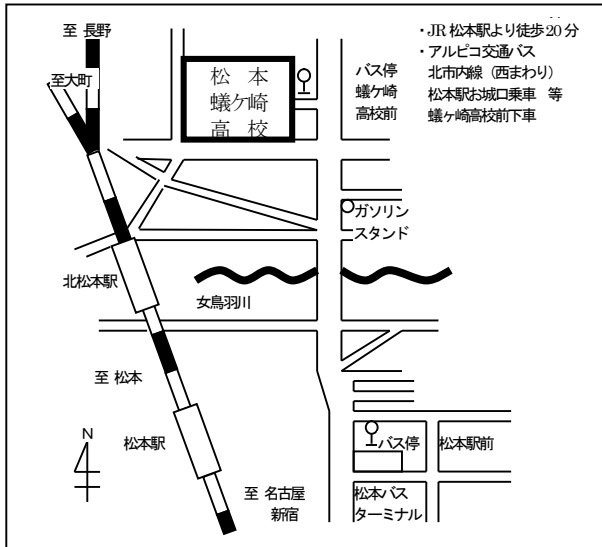 至 長野
・JR 松本駅より徒歩 20 分
・アルピコ交通バス
北市内線（西まわり）
松本駅お城口乗車 等
蟻ヶ崎高校前下車
至大町
松 本
蟻ケ崎
高 校
バス停
蟻ケ崎
高校前
ガソリン
スタンド
北松本駅
女鳥羽川
至 松本
N
松本駅
バス停
松本駅前
至 名古屋
新宿
松本バス
ターミナル